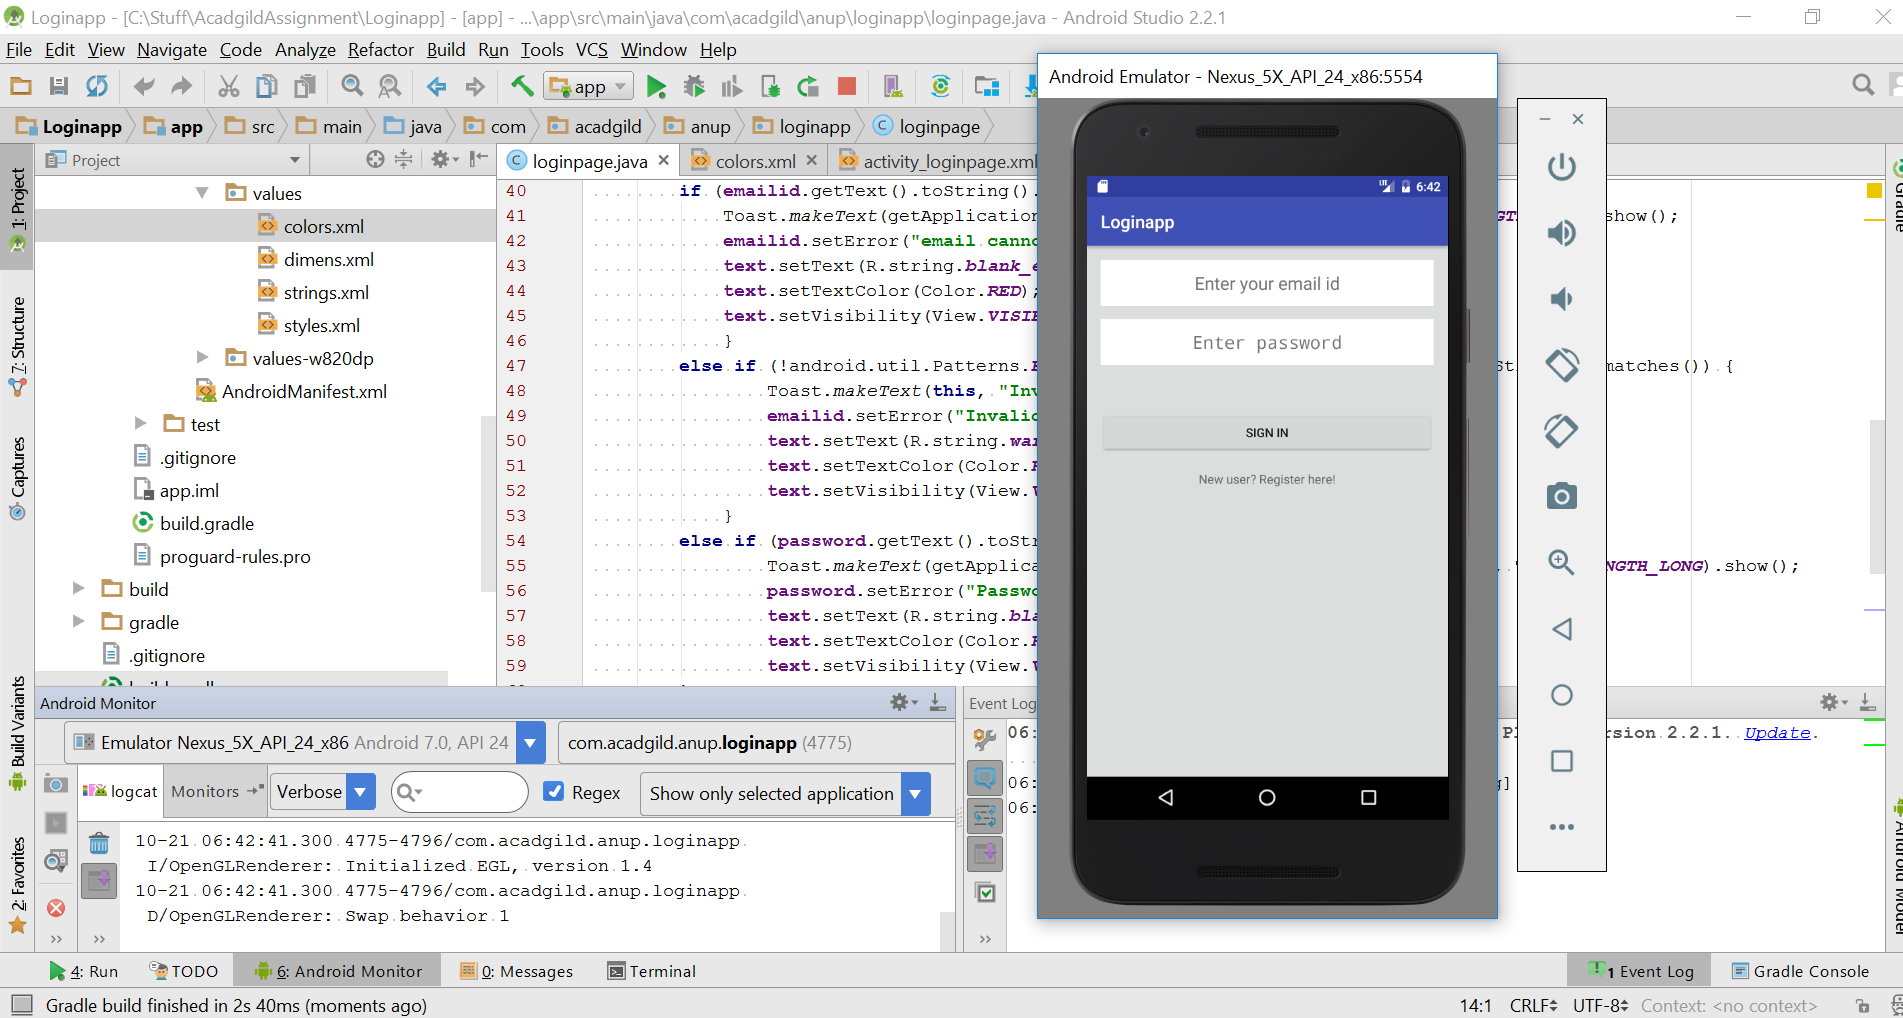 Loginapp - [C:\Stuff\AcadgildAssignment\Loginapp] - [app] - ...\app\src\main\java\com\acadgild\anup\loginapp\loginpage.java - Android Studio 2.2.1
File Edit View Navigate Code Analyze Refactor Build Run Tools VCS Window Help
app
Android Emulator - Nexus_5X_API_24_x86:5554
Loginapp app src main java com acadgild anup loginapp loginpage
Project
loginpage.java colors.xml activity_loginpage.xml
1: Project
7: Structure
Captures
Build Variants
2: Favorites
values
colors.xml
dimens.xml
strings.xml
styles.xml
values-w820dp
AndroidManifest.xml
test
.gitignore
app.iml
build.gradle
proguard-rules.pro
build
gradle
.gitignore
40 if (emailid.getText().toString().
41 Toast.makeText(getApplication show();
42 emailid.setError("email canno
43 text.setText(R.string.blank_e
44 text.setTextColor(Color.RED);
45 text.setVisibility(View.VISIB
46 }
47 else if (!android.util.Patterns. matches()) {
48 Toast.makeText(this, "Inv
49 emailid.setError("Invalid
50 text.setText(R.string.war
51 text.setTextColor(Color.
52 text.setVisibility(View.
53 }
54 else if (password.getText().toStr
55 Toast.makeText(getApplica NGTH_LONG).show();
56 password.setError("Passwo
57 text.setText(R.string.bla
58 text.setTextColor(Color.
59 text.setVisibility(View.
LTE 6:42
Loginapp
Enter your email id
Enter password
SIGN IN
New user? Register here!
Gradle
Android Model
Android Monitor
Emulator Nexus_5X_API_24_x86 Android 7.0, API 24
com.acadgild.anup.loginapp (4775)
logcat Monitors Verbose Regex Show only selected application
10-21 06:42:41.300 4775-4796/com.acadgild.anup.loginapp
I/OpenGLRenderer: Initialized EGL, version 1.4
10-21 06:42:41.300 4775-4796/com.acadgild.anup.loginapp
D/OpenGLRenderer: Swap behavior 1
Event Log
06: rsion 2.2.1. Update.
06: g]
06:
4: Run TODO 6: Android Monitor 0: Messages Terminal 1 Event Log Gradle Console
Gradle build finished in 2s 40ms (moments ago) 14:1 CRLF UTF-8 Context: <no context>